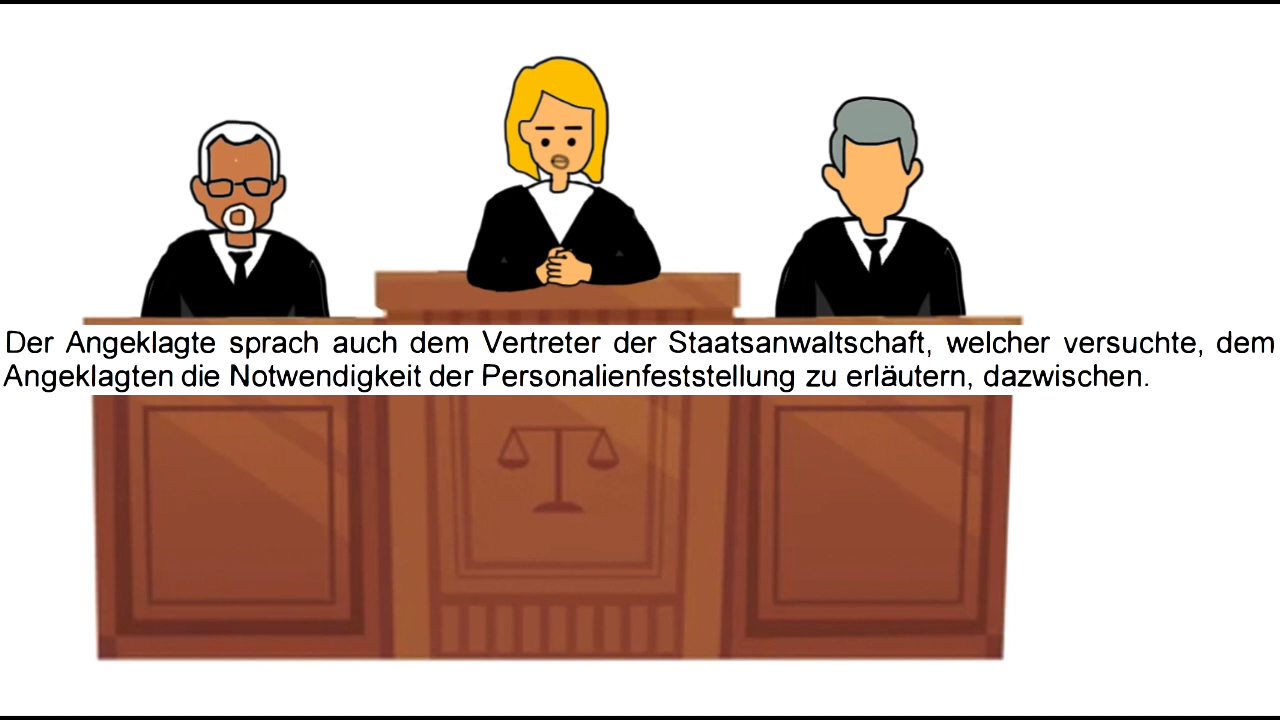 Der Angeklagte sprach auch dem Vertreter der Staatsanwaltschaft, welcher versuchte, dem
Angeklagten die Notwendigkeit der Personalienfeststellung zu erläutern, dazwischen.